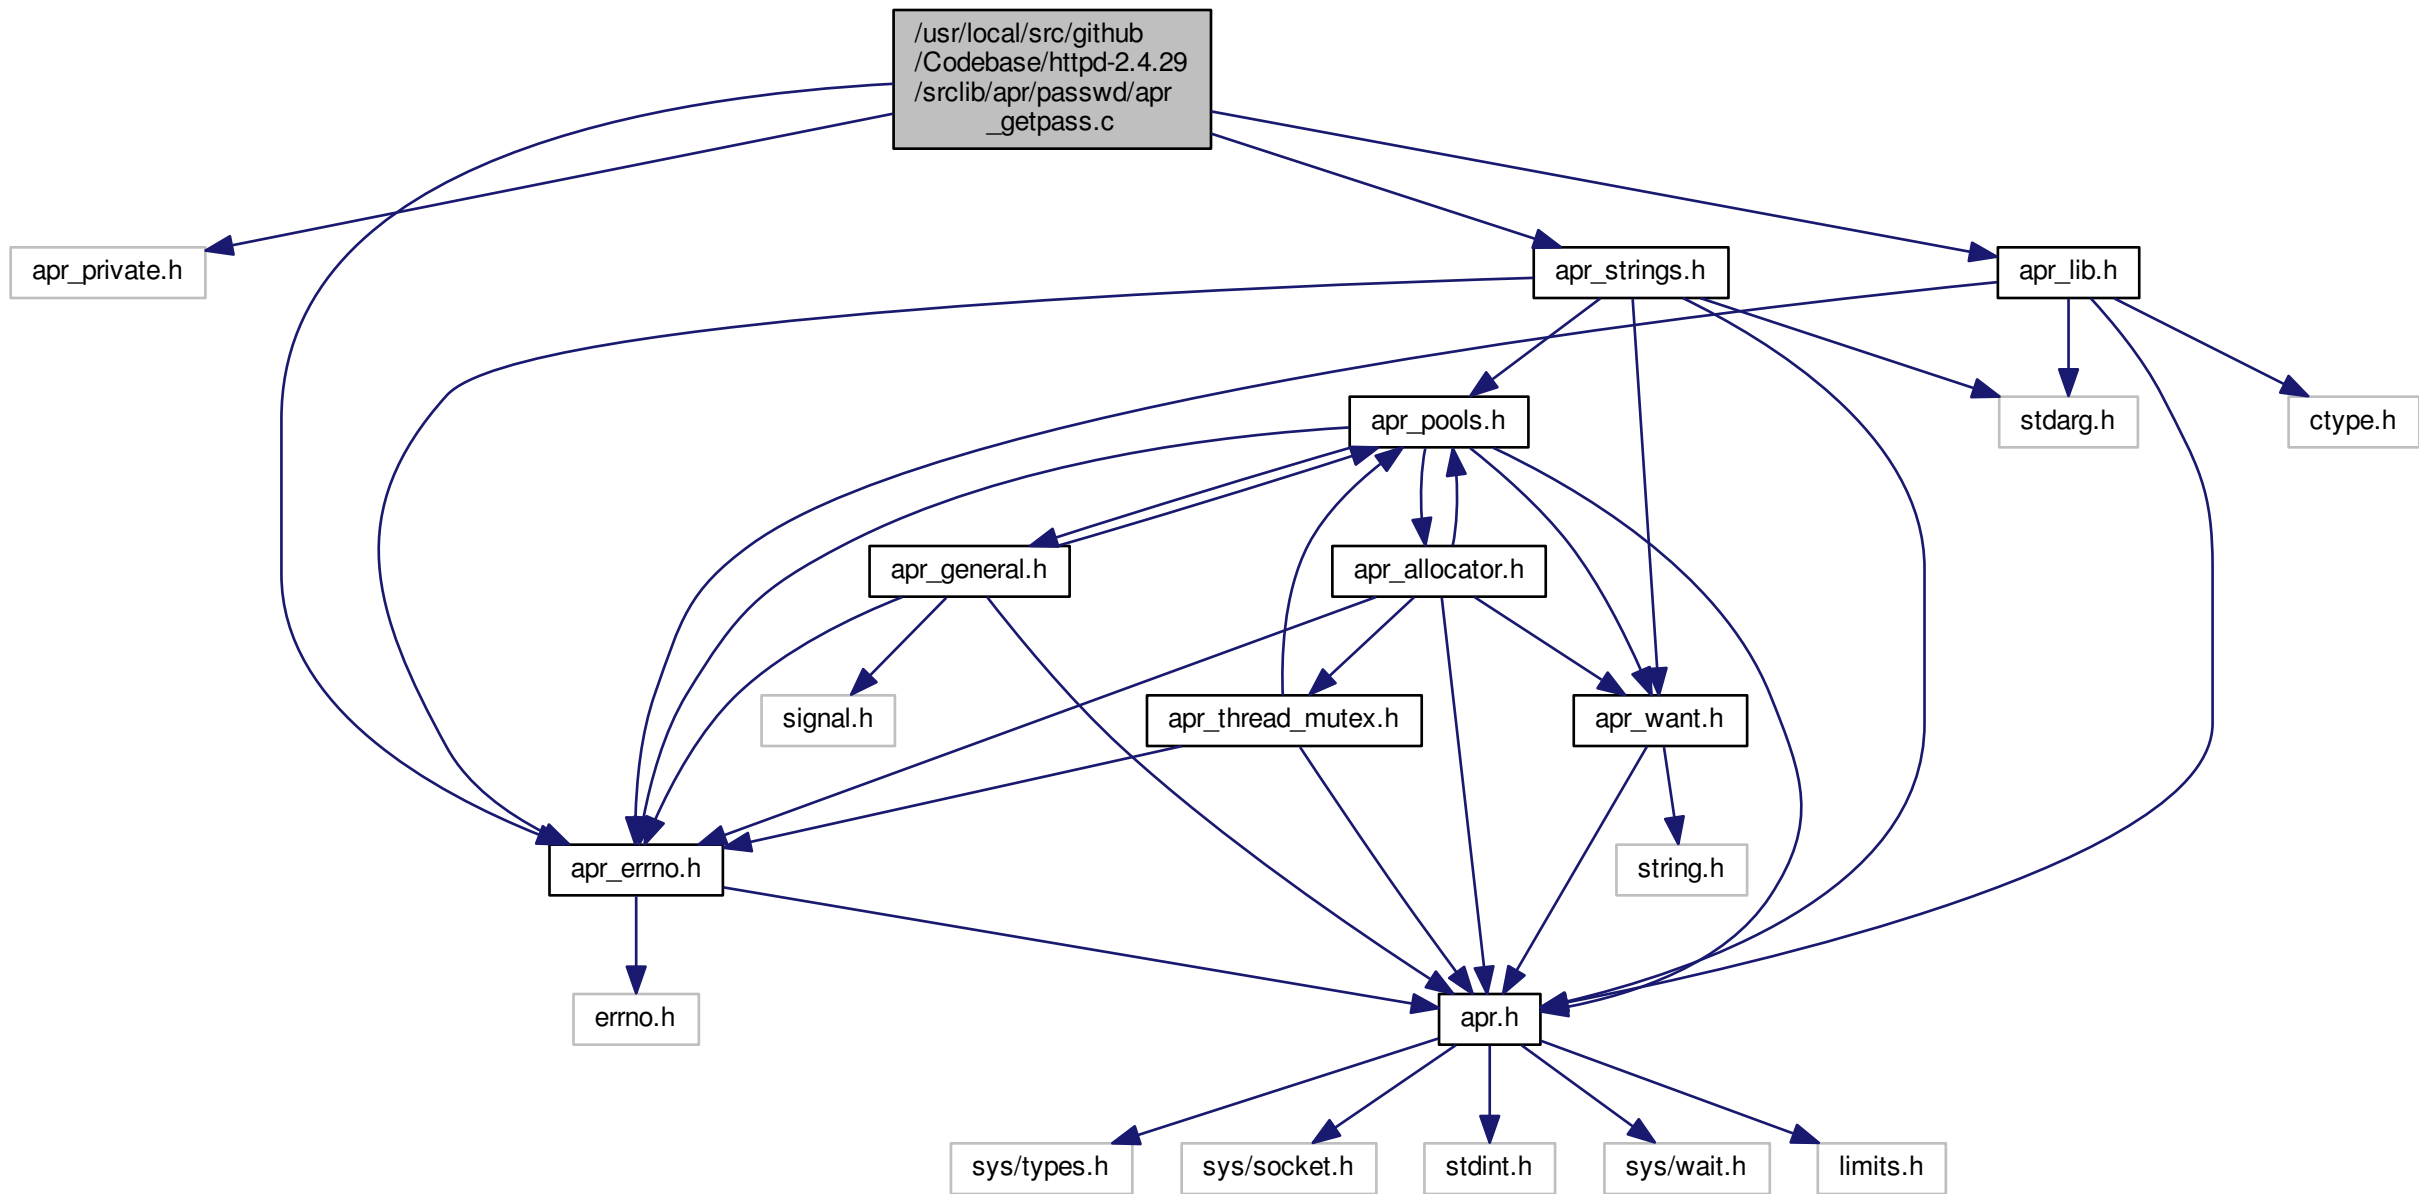 /usr/local/src/github
/Codebase/httpd-2.4.29
/srclib/apr/passwd/apr
_getpass.c
apr_private.h
apr_strings.h
apr_lib.h
apr_pools.h
stdarg.h
ctype.h
apr_general.h
apr_allocator.h
signal.h
apr_thread_mutex.h
apr_want.h
apr_errno.h
string.h
errno.h
apr.h
sys/types.h
sys/socket.h
stdint.h
sys/wait.h
limits.h